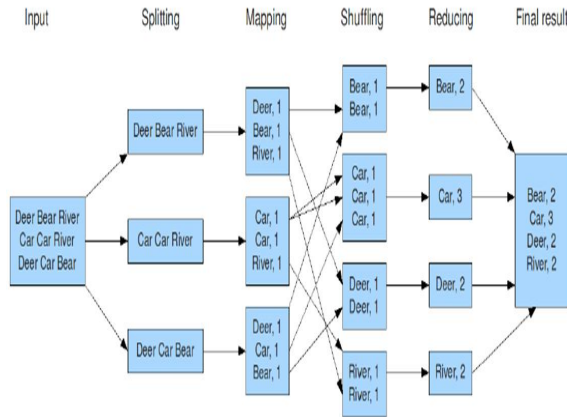 Input Splitting Mapping Shuffling Reducing Final result
Deer Bear River
Car Car River
Deer Car Bear
Deer Bear River
Car Car River
Deer Car Bear
Deer, 1
Bear, 1
River, 1
Car, 1
Car, 1
River, 1
Deer, 1
Car, 1
Bear, 1
Bear, 1
Bear, 1
Car, 1
Car, 1
Car, 1
Deer, 1
Deer, 1
River, 1
River, 1
Bear, 2
Car, 3
Deer, 2
River, 2
Bear, 2
Car, 3
Deer, 2
River, 2